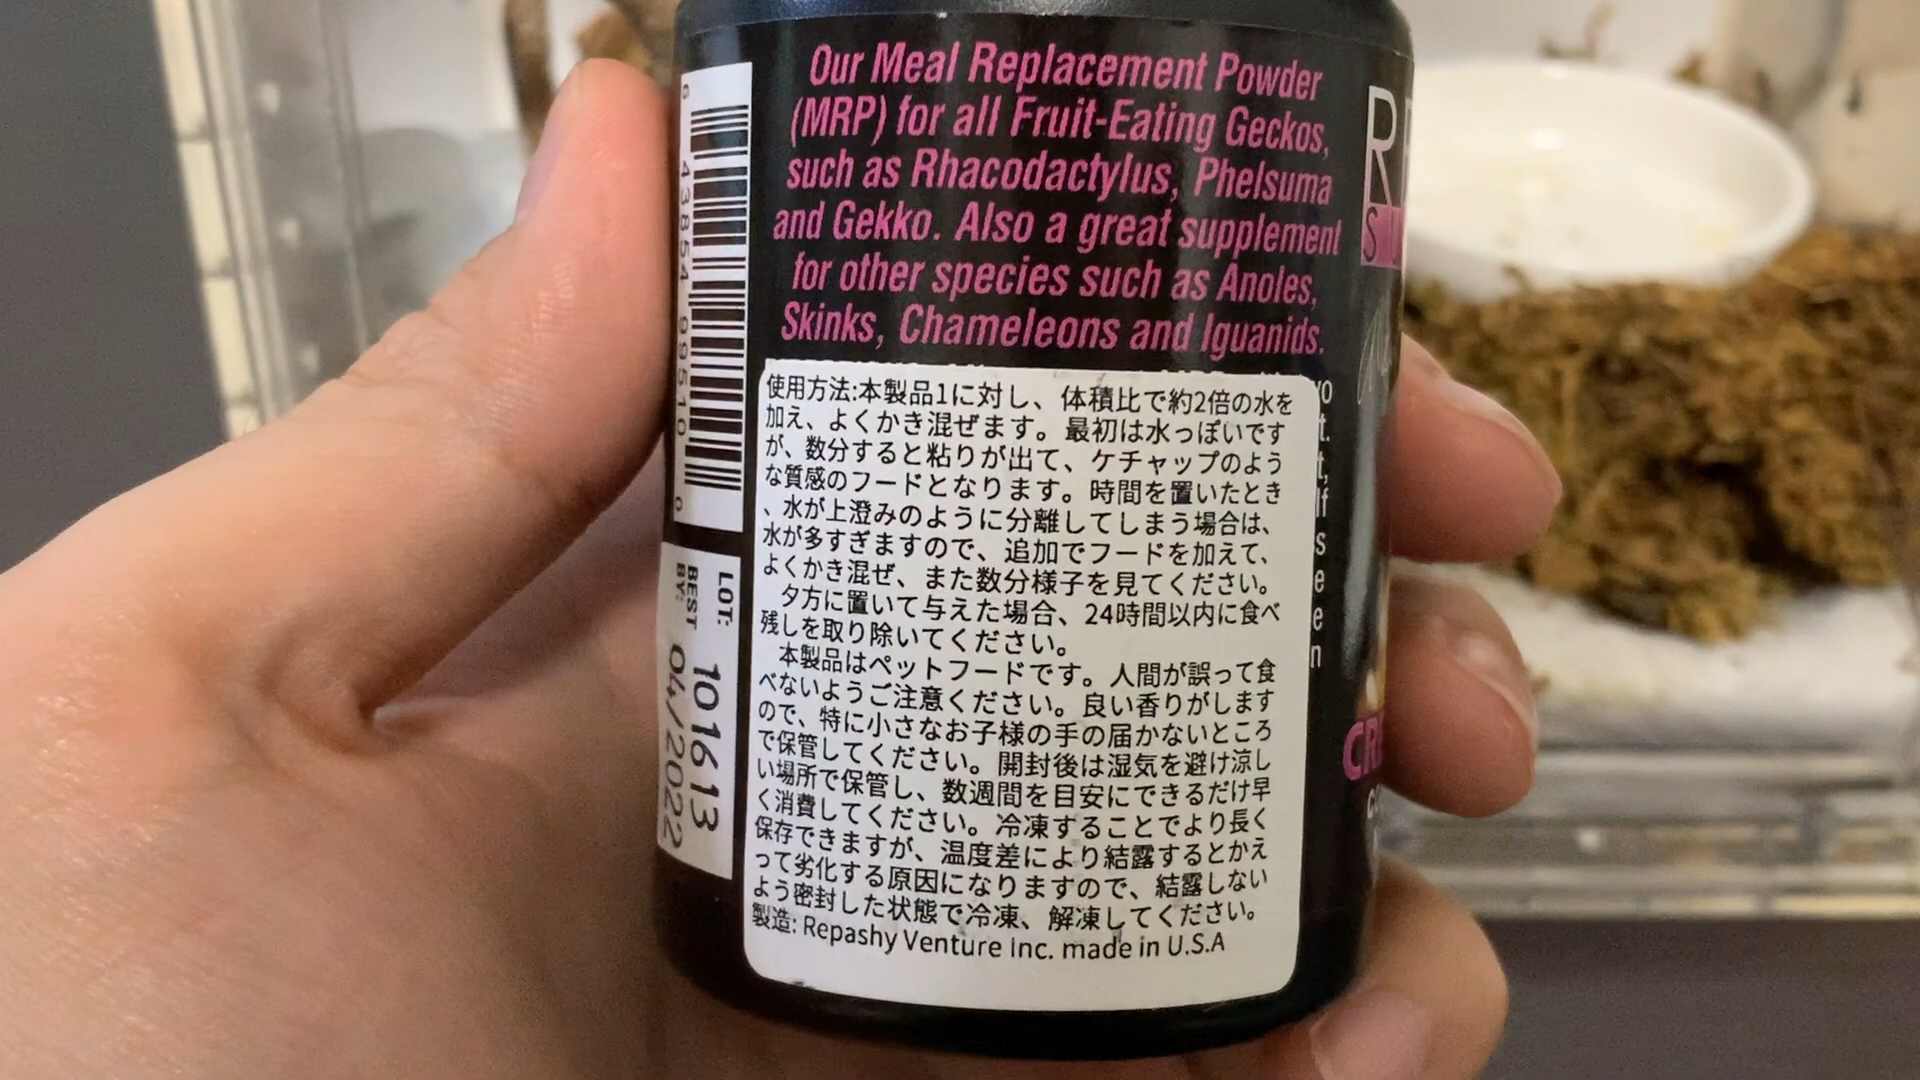 Our Meal Replacement Powder
(MRP) for all Fruit-Eating Geckos,
such as Rhacodactylus, Phelsuma
and Gekko. Also a great supplement
for other species such as Anoles,
Skinks, Chameleons and Iguanids.
使用方法:本製品1に対し、体積比で約2倍の水を
加え、よくかき混ぜます。最初は水っぽいです
が、数分すると粘りが出て、ケチャップのよう
な質感のフードとなります。時間を置いたとき
、水が上澄みのように分離してしまう場合は、
水が多すぎますので、追加でフードを加えて、
よくかき混ぜ、また数分様子を見てください。
夕方に置いて与えた場合、24時間以内に食べ
残しを取り除いてください。
本製品はペットフードです。人間が誤って食
べないようご注意ください。良い香りがします
ので、特に小さなお子様の手の届かないところ
で保管してください。開封後は湿気を避け涼し
い場所で保管し、数週間を目安にできるだけ早
く消費してください。冷凍することでより長く
保存できますが、温度差により結露するとかえ
って劣化する原因になりますので、結露しない
よう密封した状態で冷凍、解凍してください。
製造: Repashy Venture Inc. made in U.S.A
6 43854 99510 0
LOT: 101613
BEST BY: 04/2022